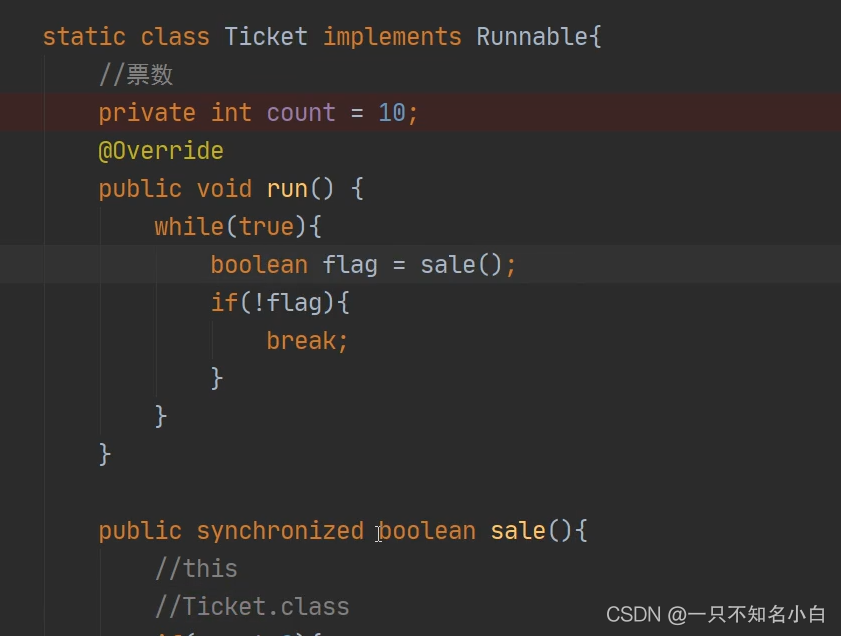 static class Ticket implements Runnable{
//票数
private int count = 10;
@Override
public void run() {
while(true){
boolean flag = sale();
if(!flag){
break;
}
}
}
public synchronized boolean sale(){
//this
//Ticket.class
CSDN @一只不知名小白